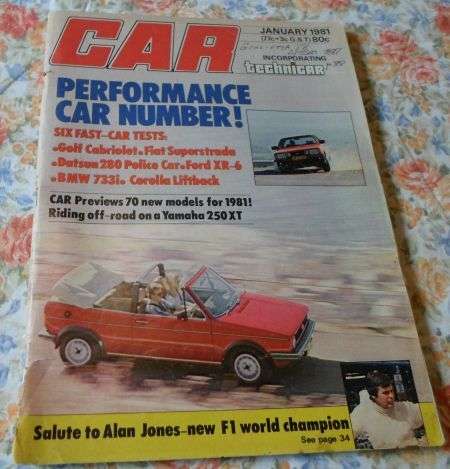 CAR
JANUARY 1981
80c
INCORPORATING
technicar
PERFORMANCE
CAR NUMBER!
SIX FAST-CAR TESTS:
•Golf Cabriolet •Fiat Superstrada
•Datsun 280 Police Car •Ford XR-6
•BMW 733i• Corolla Liftback
CAR Previews 70 new models for 1981!
Riding off-road on a Yamaha 250 XT
Salute to Alan Jones-new F1 world champion
See page 34